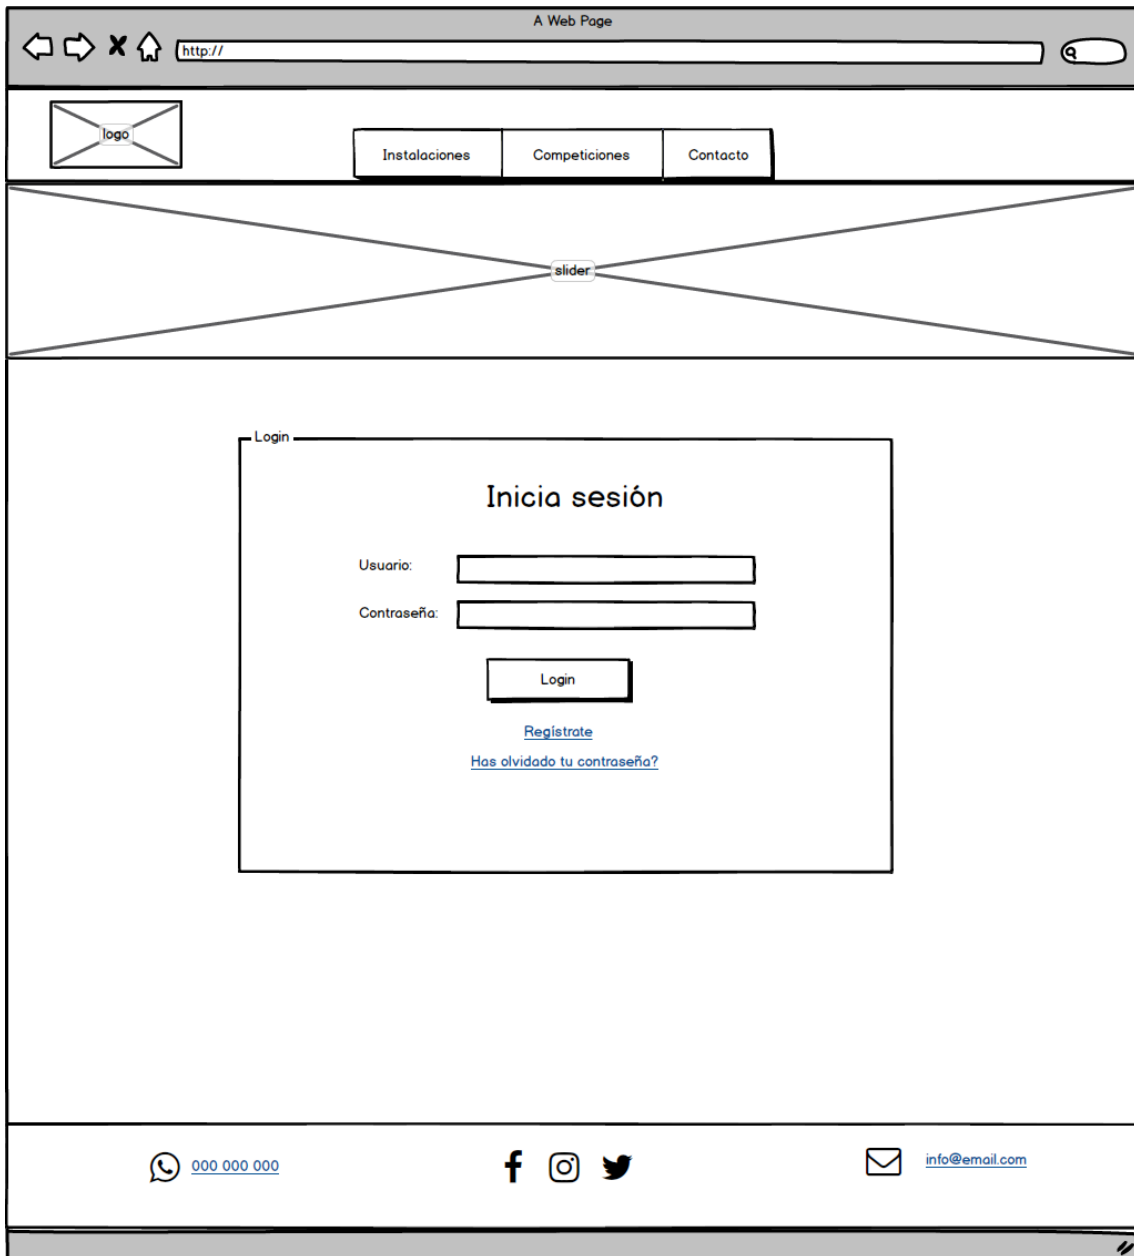 A Web Page
http://
logo
Instalaciones Competiciones Contacto
slider
Login
Inicia sesión
Usuario:
Contraseña:
Login
Regístrate
Has olvidado tu contraseña?
000 000 000
info@email.com